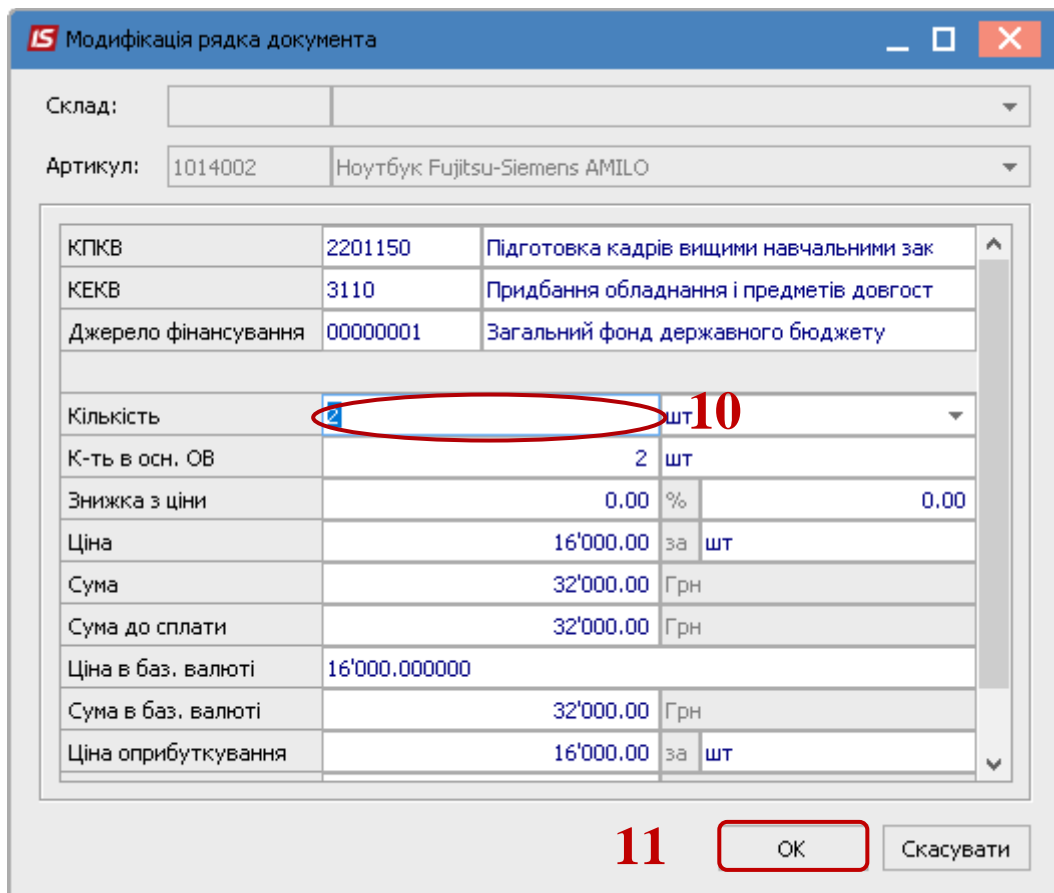 IS Модифікація рядка документа
Склад:
Артикул: 1014002 Ноутбук Fujitsu-Siemens AMILO
КПКВ 2201150 Підготовка кадрів вищими навчальними зак
КЕКВ 3110 Придбання обладнання і предметів довгост
Джерело фінансування 00000001 Загальний фонд державного бюджету
Кількість 2 шт 10
К-ть в осн. ОВ 2 шт
Знижка з ціни 0.00 % 0.00
Ціна 16'000.00 за шт
Сума 32'000.00 Грн
Сума до сплати 32'000.00 Грн
Ціна в баз. валюті 16'000.000000
Сума в баз. валюті 32'000.00 Грн
Ціна оприбуткування 16'000.00 за шт
11 OK Скасувати